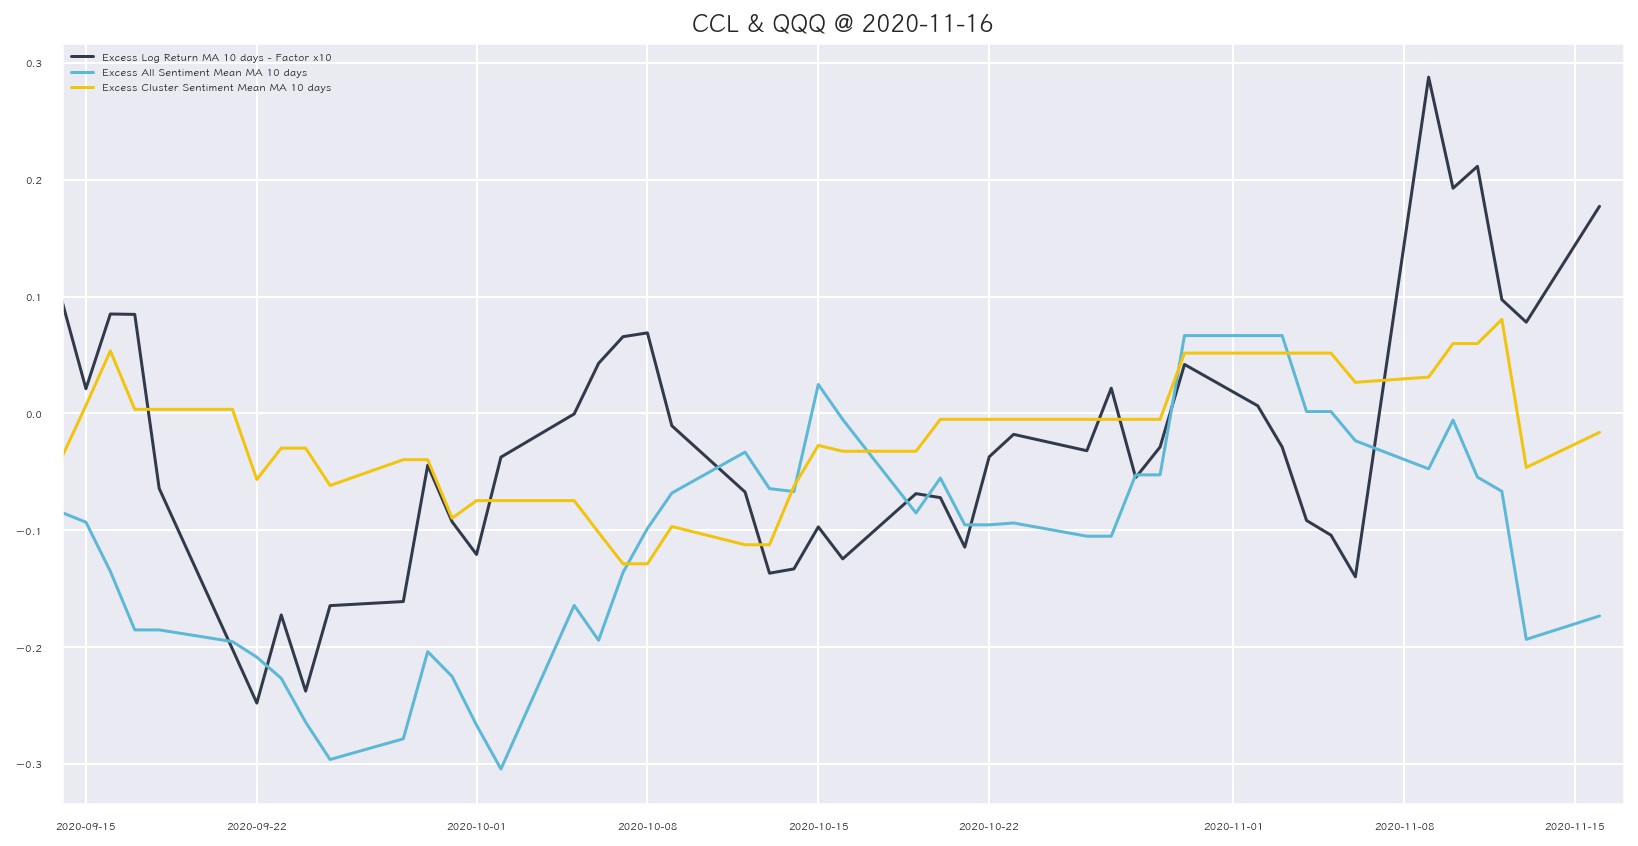 CCL & QQQ @ 2020-11-16
Excess Log Return MA 10 days - Factor x10
Excess All Sentiment Mean MA 10 days
Excess Cluster Sentiment Mean MA 10 days
0.3
0.2
0.1
0.0
−0.1
−0.2
−0.3
2020-09-15 2020-09-22 2020-10-01 2020-10-08 2020-10-15 2020-10-22 2020-11-01 2020-11-08 2020-11-15